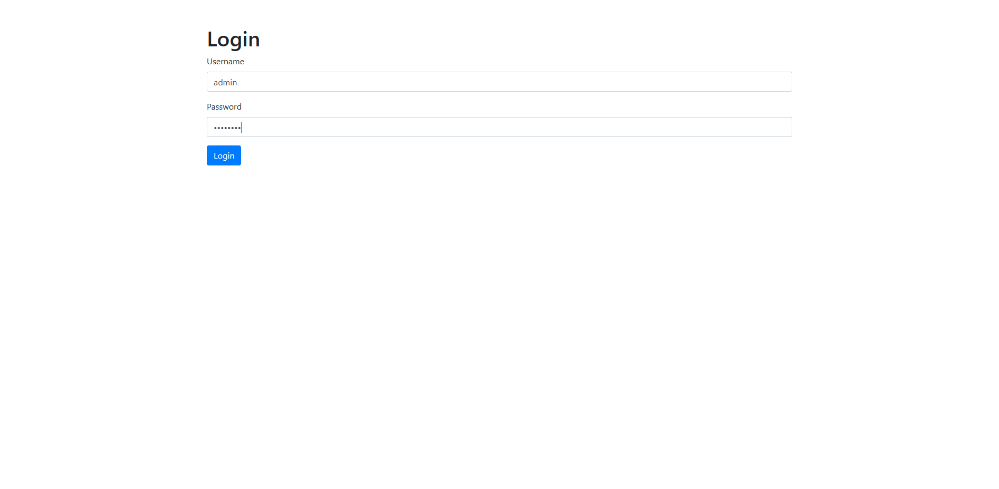 Login
Username
admin
Password
••••••••
Login